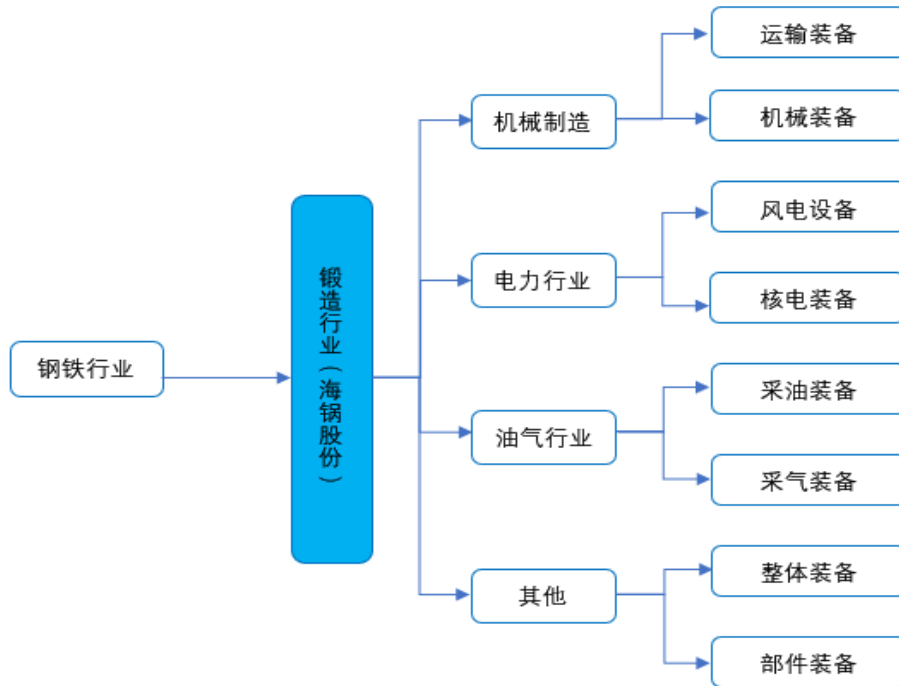 钢铁行业
锻造行业（海锅股份）
机械制造
运输装备
机械装备
电力行业
风电设备
核电装备
油气行业
采油装备
采气装备
其他
整体装备
部件装备